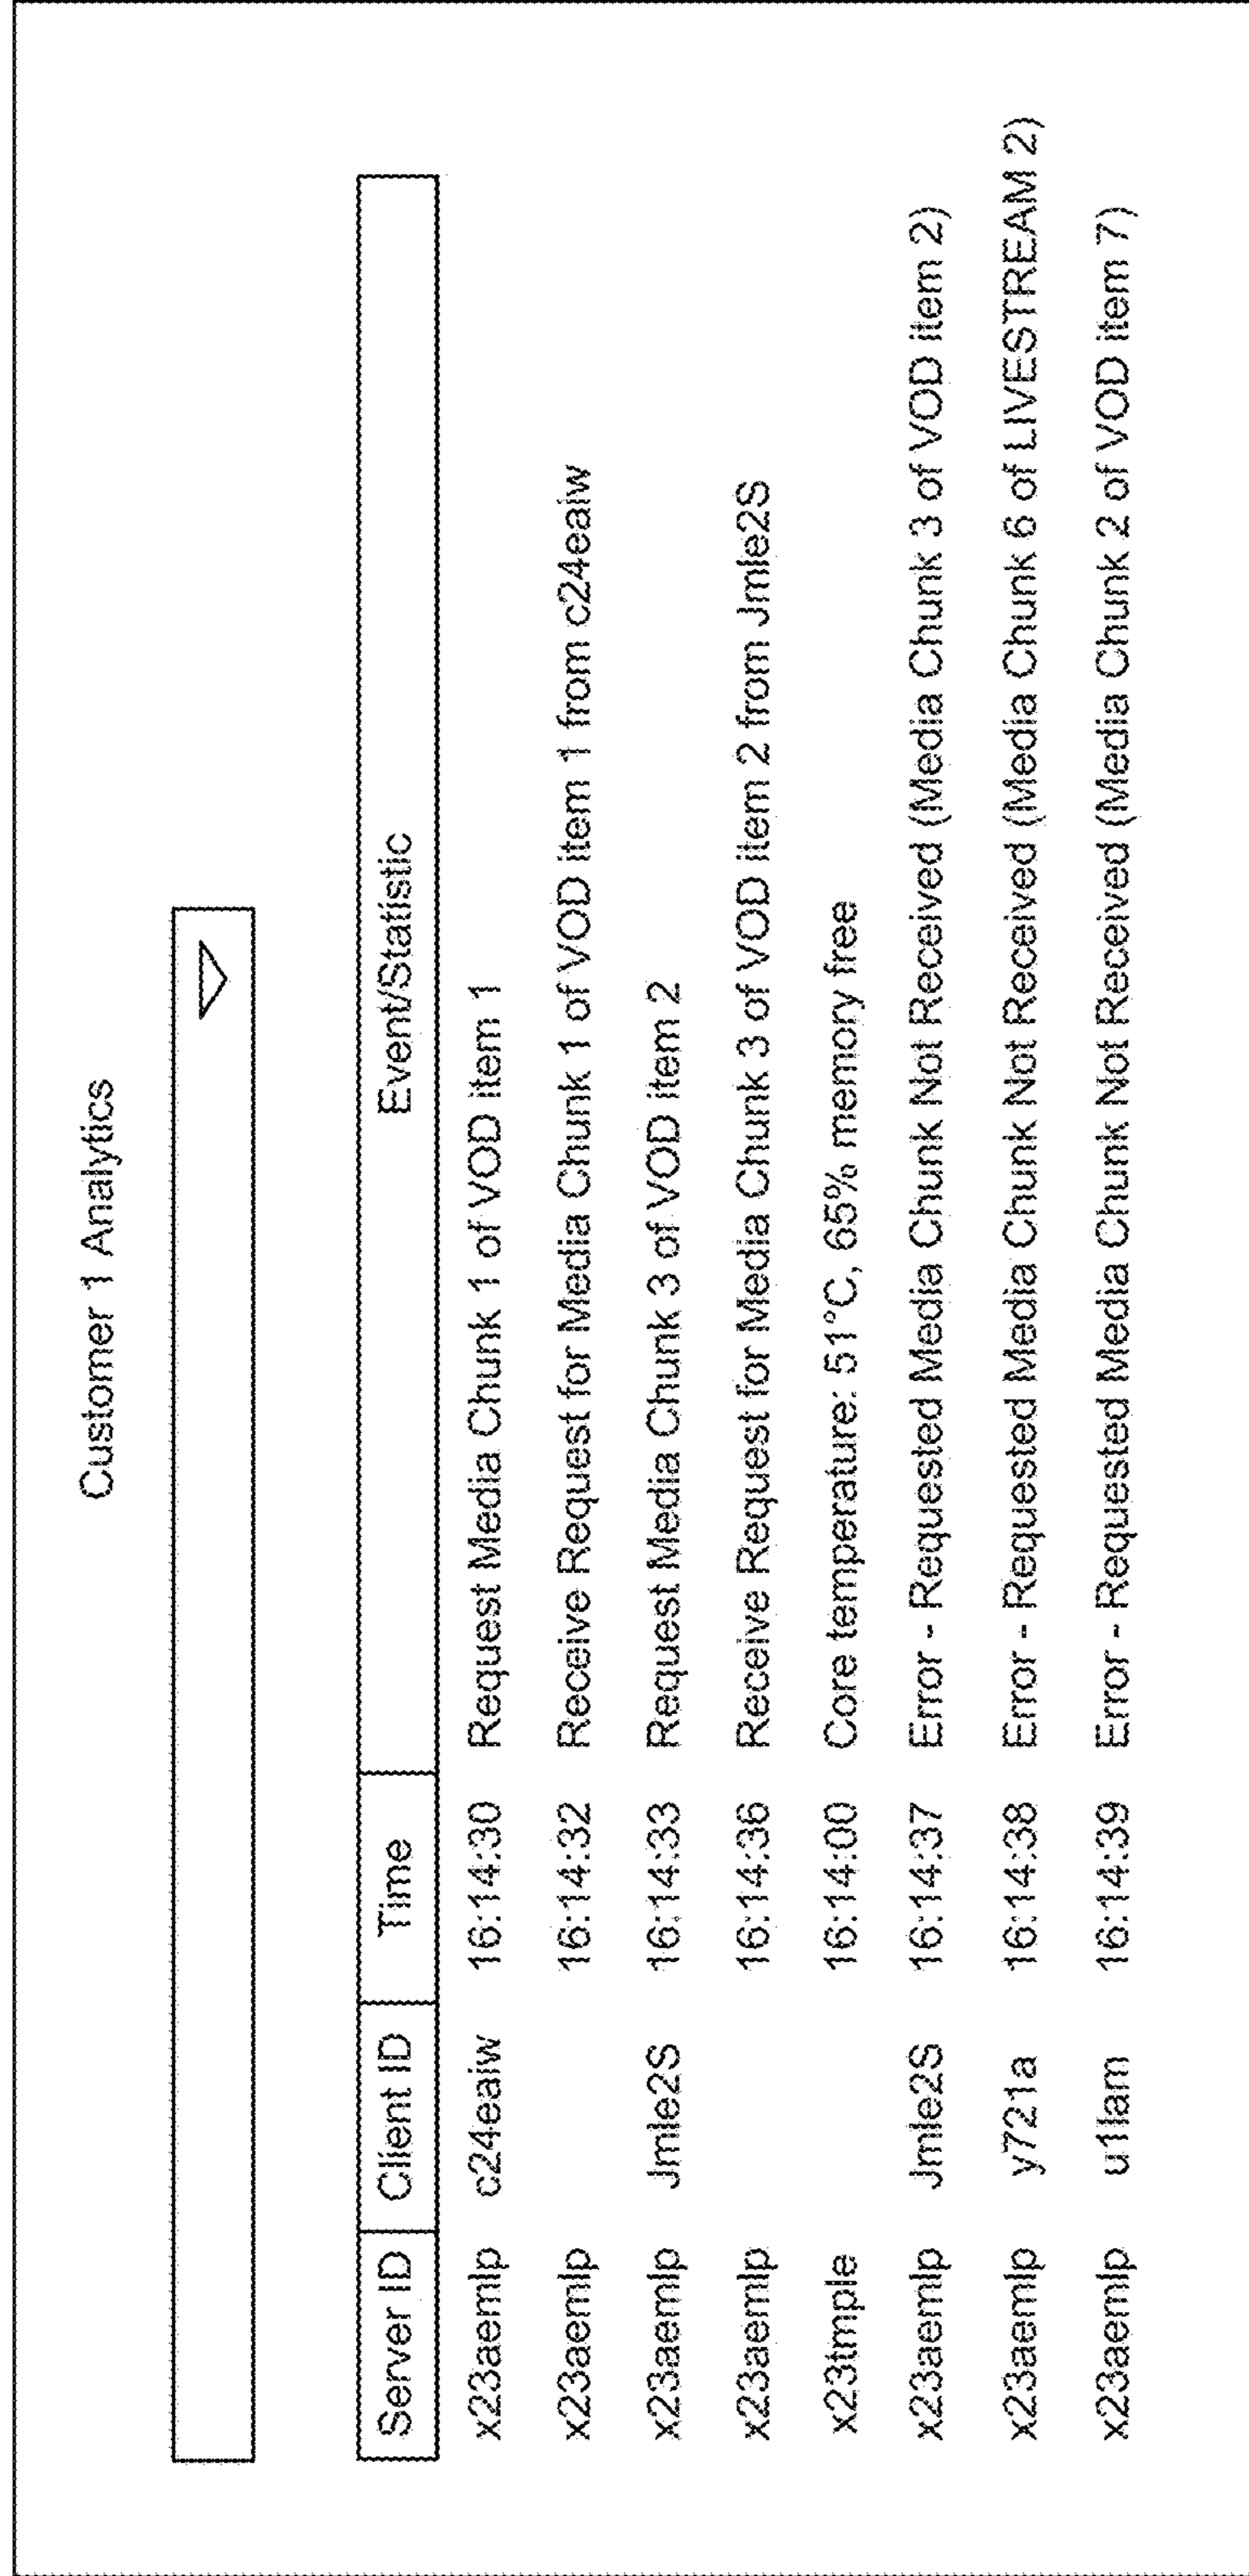 Customer 1 Analytics
Server ID Client ID Time Event/Statistic
x23aemlp c24eaiw 16:14:30 Request Media Chunk 1 of VOD item 1
x23aemlp 16:14:32 Receive Request for Media Chunk 1 of VOD item 1 from c24eaiw
x23aemlp Jmle2S 16:14:33 Request Media Chunk 3 of VOD item 2
x23aemlp 16:14:36 Receive Request for Media Chunk 3 of VOD item 2 from Jmle2S
x23tmple 16:14:00 Core temperature: 51°C, 65% memory free
x23aemlp Jmle2S 16:14:37 Error - Requested Media Chunk Not Received (Media Chunk 3 of VOD item 2)
x23aemlp y721a 16:14:38 Error - Requested Media Chunk Not Received (Media Chunk 6 of LIVESTREAM 2)
x23aemlp u1lam 16:14:39 Error - Requested Media Chunk Not Received (Media Chunk 2 of VOD item 7)